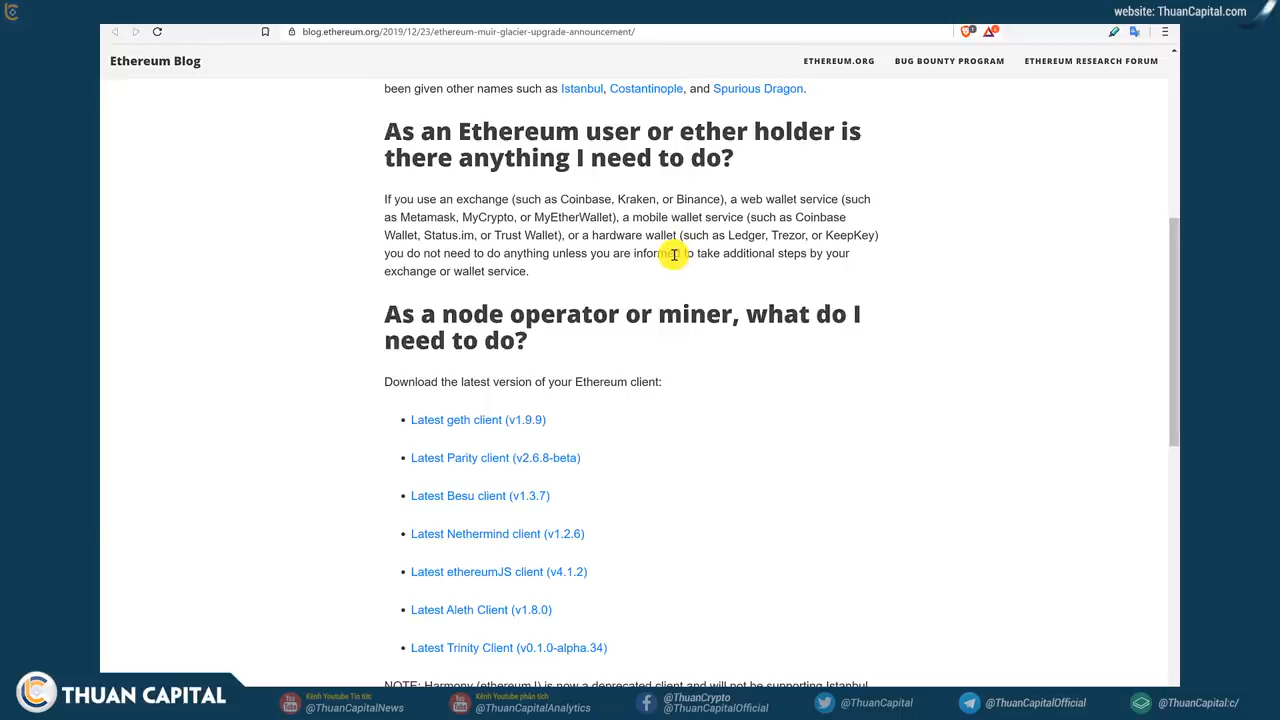 website: ThuanCapital.com
blog.ethereum.org/2019/12/23/ethereum-muir-glacier-upgrade-announcement/
Ethereum Blog
ETHEREUM.ORG BUG BOUNTY PROGRAM ETHEREUM RESEARCH FORUM
been given other names such as Istanbul, Costantinople, and Spurious Dragon.
As an Ethereum user or ether holder is
there anything I need to do?
If you use an exchange (such as Coinbase, Kraken, or Binance), a web wallet service (such
as Metamask, MyCrypto, or MyEtherWallet), a mobile wallet service (such as Coinbase
Wallet, Status.im, or Trust Wallet), or a hardware wallet (such as Ledger, Trezor, or KeepKey)
you do not need to do anything unless you are informed to take additional steps by your
exchange or wallet service.
As a node operator or miner, what do I
need to do?
Download the latest version of your Ethereum client:
• Latest geth client (v1.9.9)
• Latest Parity client (v2.6.8-beta)
• Latest Besu client (v1.3.7)
• Latest Nethermind client (v1.2.6)
• Latest ethereumJS client (v4.1.2)
• Latest Aleth Client (v1.8.0)
• Latest Trinity Client (v0.1.0-alpha.34)
NOTE: Harmony (ethereumJ) is now a deprecated client and will not be supporting Istanbul
THUAN CAPITAL
You Tube
Kênh Youtube Tin tức
@ThuanCapitalNews
You Tube
Kênh Youtube phân tích
@ThuanCapitalAnalytics
@ThuanCrypto
@ThuanCapitalOfficial
@ThuanCapital
@ThuanCapitalOfficial
@ThuanCapital:c/